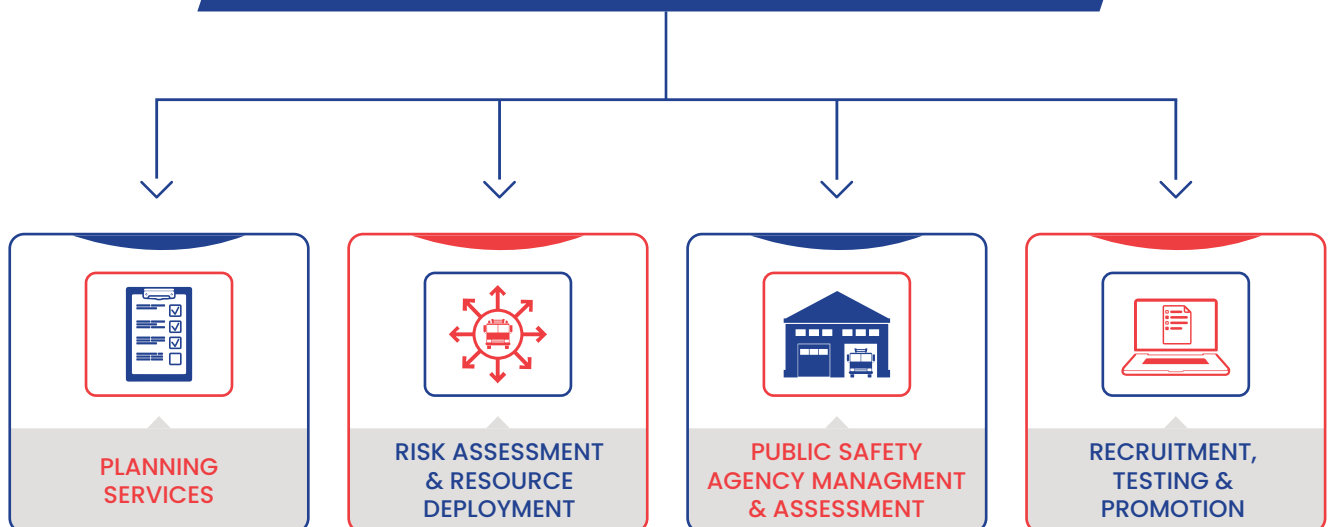 PLANNING
SERVICES
RISK ASSESSMENT
& RESOURCE
DEPLOYMENT
PUBLIC SAFETY
AGENCY MANAGMENT
& ASSESSMENT
RECRUITMENT,
TESTING &
PROMOTION